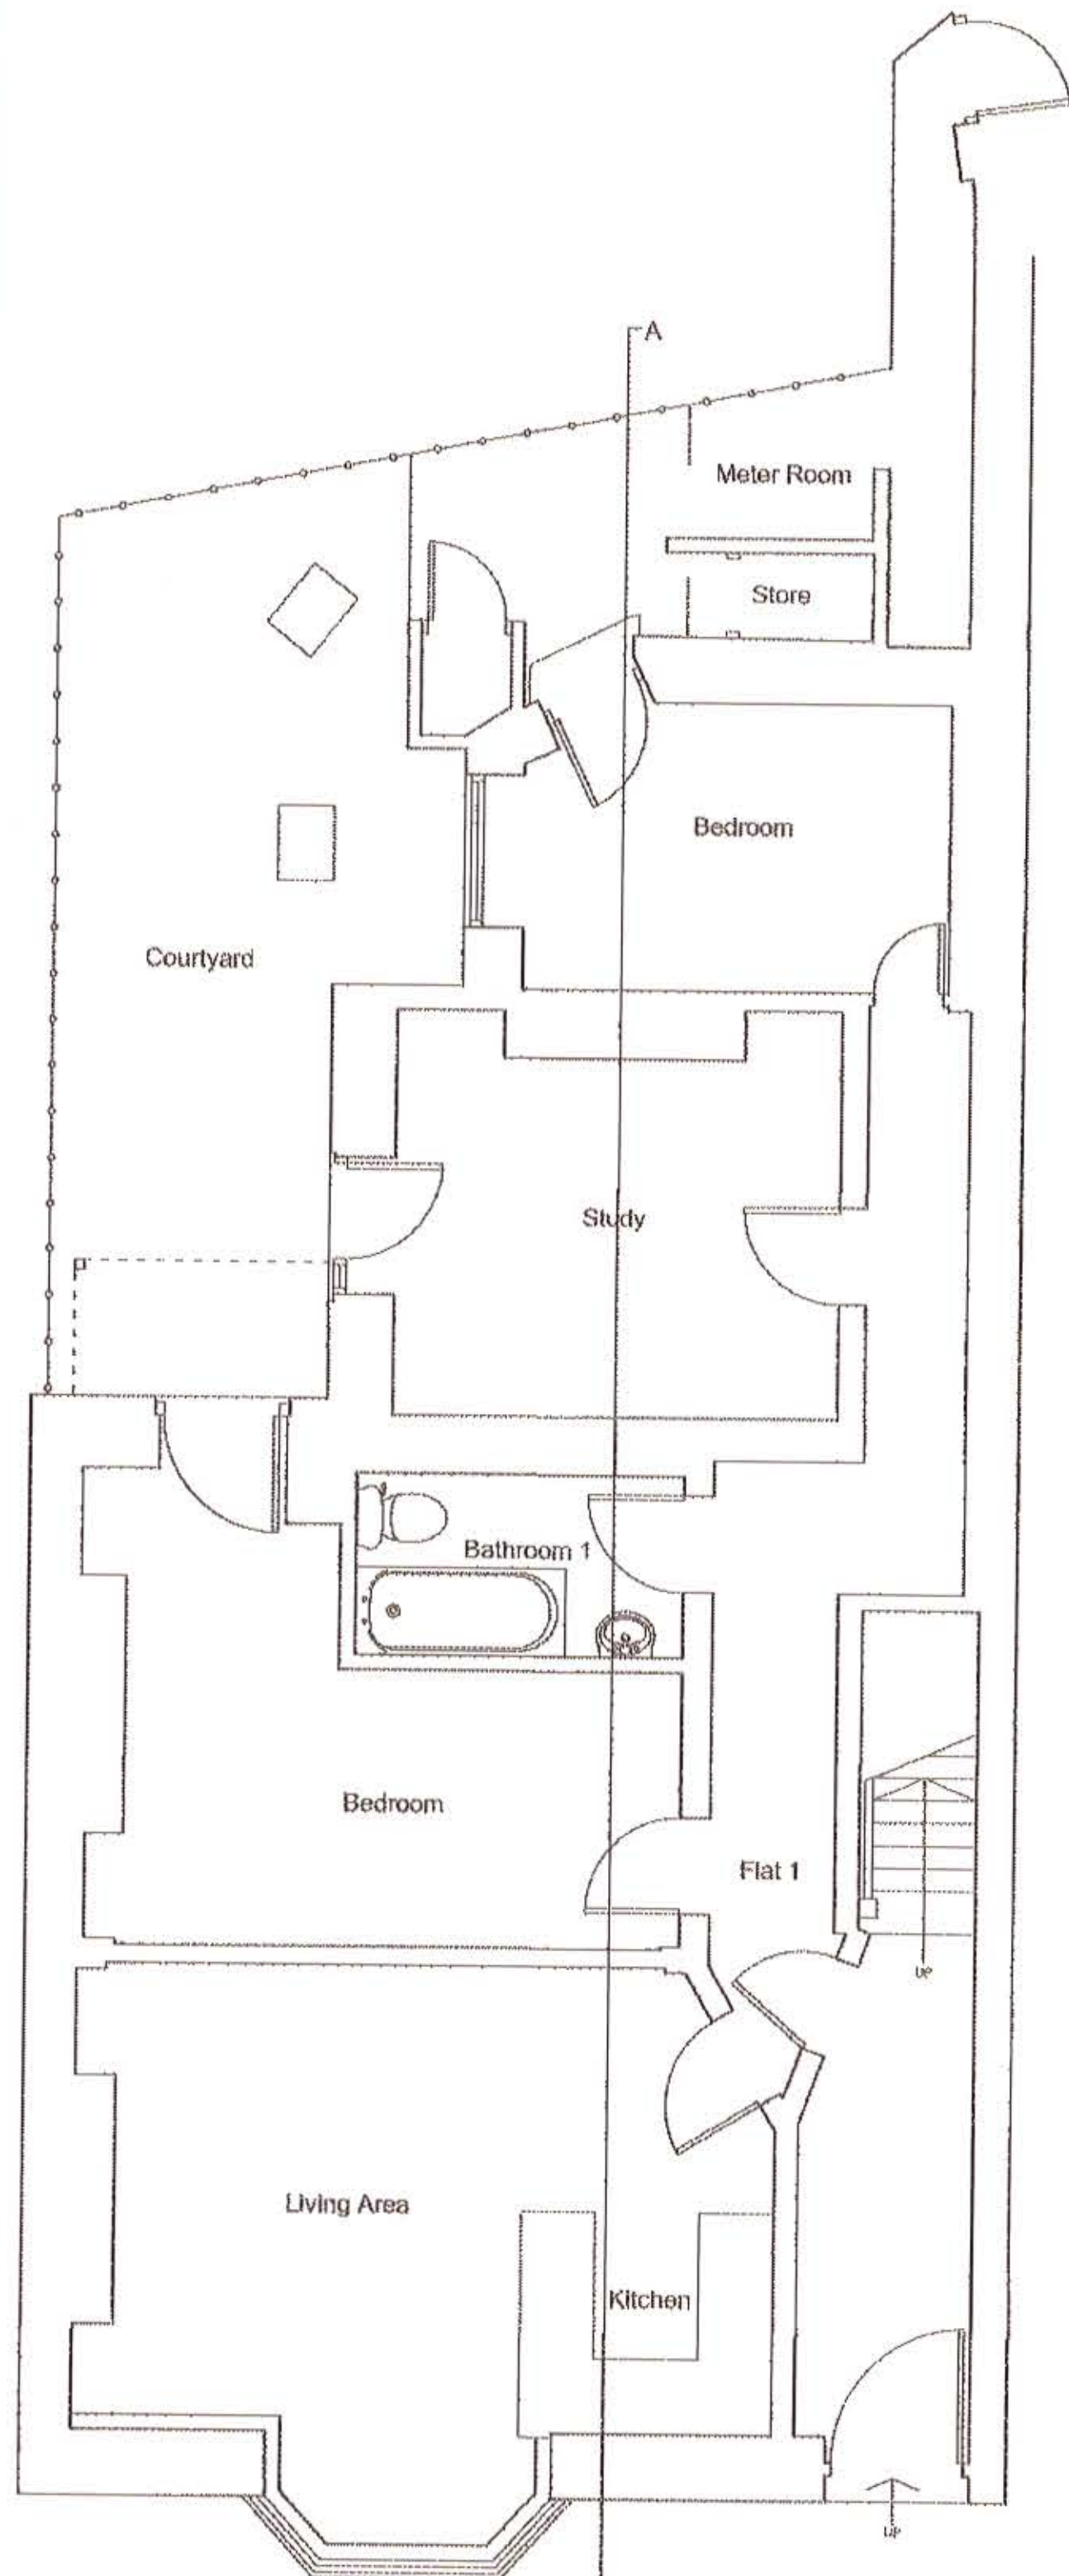 A
Meter Room
Store
Bedroom
Courtyard
Study
Bathroom 1
Bedroom
Flat 1
UP
Living Area
Kitchen
UP